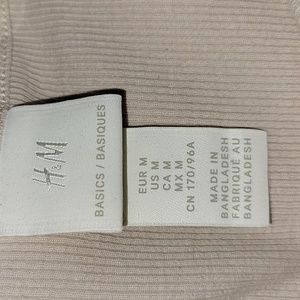 H&M
BASICS / BASIQUES
EUR M
US M
CA M
MX M
CN 170/96A
MADE IN
BANGLADESH
FABRIQUÉ AU
BANGLADESH